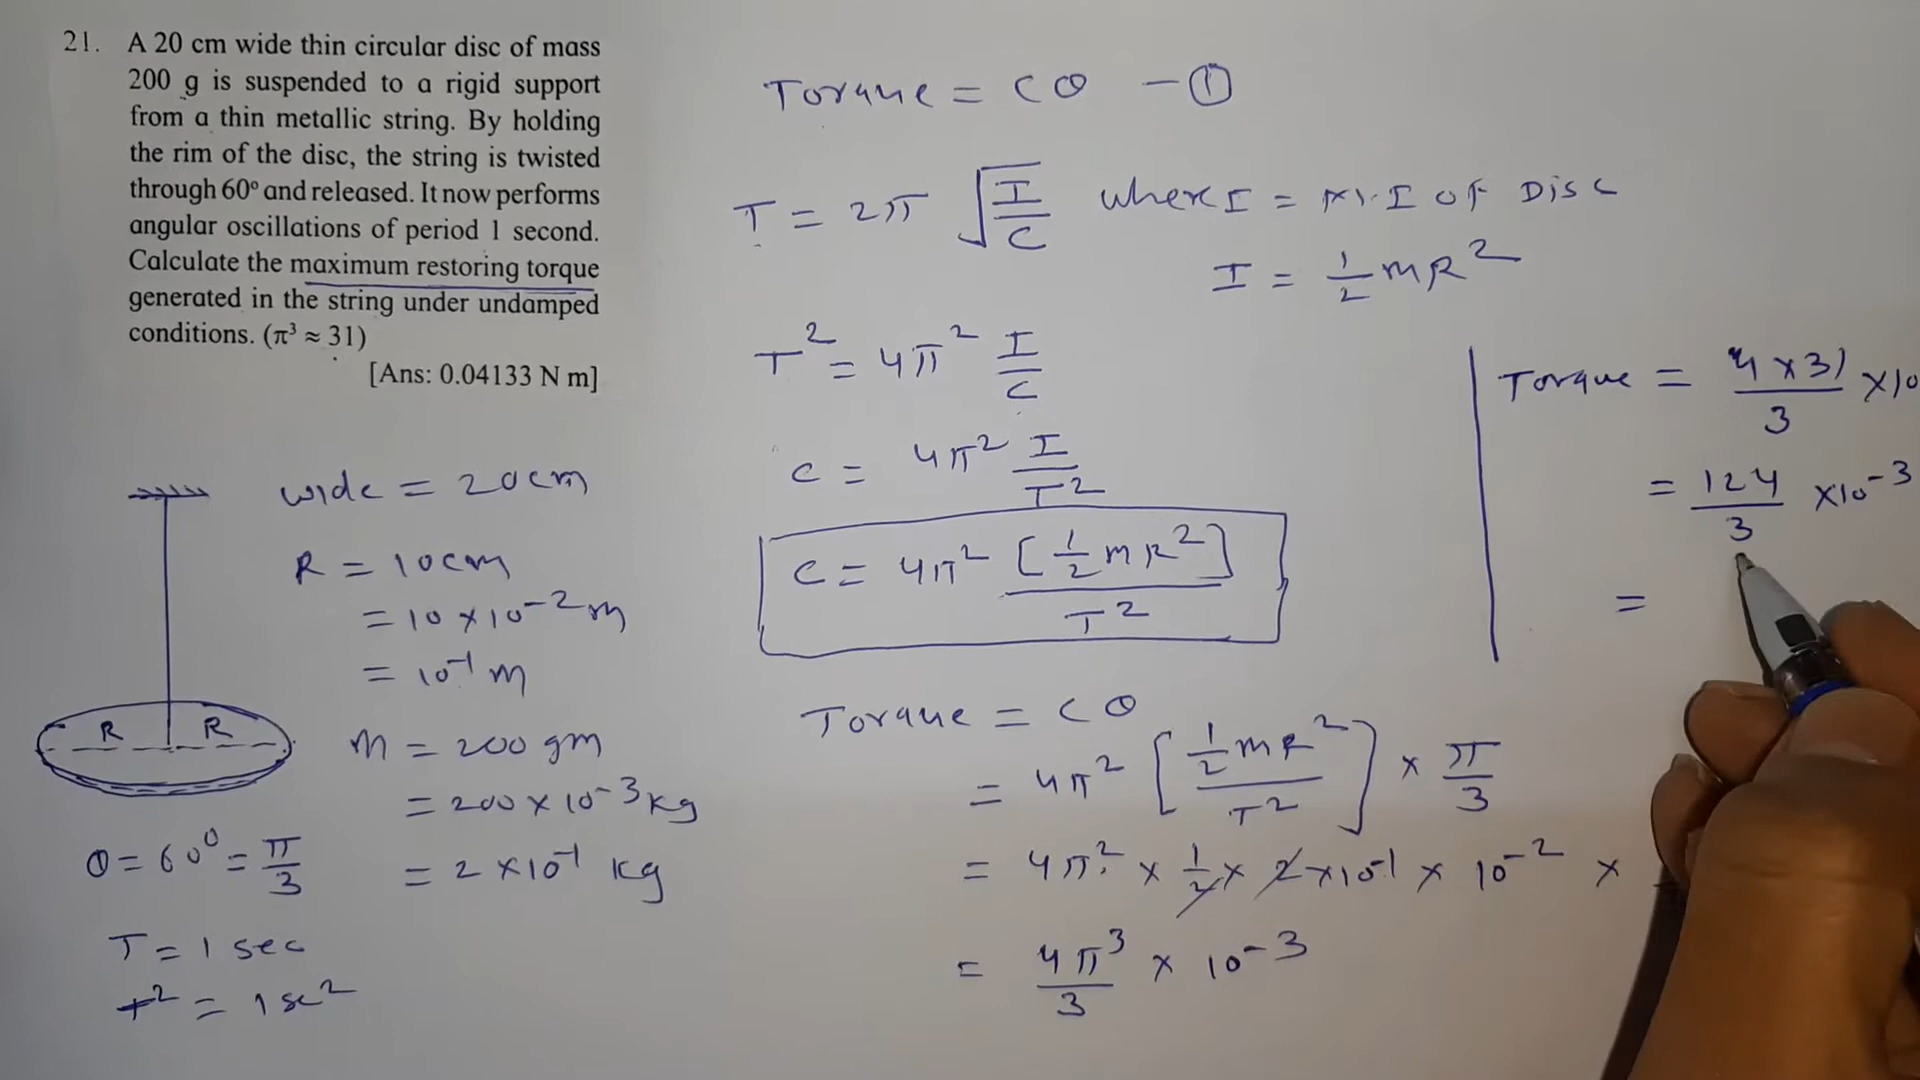 21. A 20 cm wide thin circular disc of mass
200 g is suspended to a rigid support
from a thin metallic string. By holding
the rim of the disc, the string is twisted
through 60° and released. It now performs
angular oscillations of period 1 second.
Calculate the maximum restoring torque
generated in the string under undamped
conditions. (π³ ≈ 31)
[Ans: 0.04133 N m]
wide = 20cm
R = 10cm
= 10 × 10⁻² m
= 10⁻¹ m
R R
m = 200 gm
= 200 × 10⁻³ kg
= 2 × 10⁻¹ kg
θ = 60⁰ = π/3
T = 1 sec
T² = 1 sec²
Torque = cθ - ①
T = 2π √(I/c) where I = M.I of Disc
I = 1/2 mR²
T² = 4π² I/c
c = 4π² I/T²
c = 4π² [1/2 mR²]/T²
Torque = cθ
= 4π² [1/2 mR²/T²] × π/3
= 4π² × 1/2 × 2 × 10⁻¹ × 10⁻² ×
= 4π³/3 × 10⁻³
Torque = 4 × 31/3 × 10
= 124/3 × 10⁻³
=